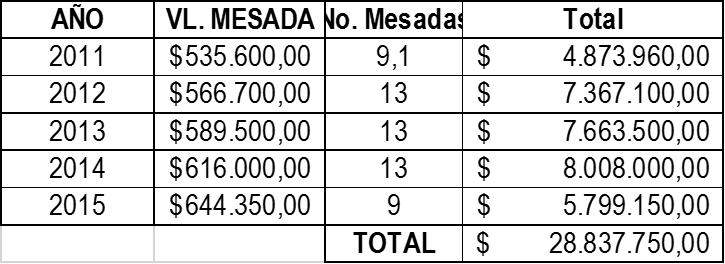 AÑO VL. MESADA No. Mesadas Total
2011 $535.600,00 9,1 $ 4.873.960,00
2012 $566.700,00 13 $ 7.367.100,00
2013 $589.500,00 13 $ 7.663.500,00
2014 $616.000,00 13 $ 8.008.000,00
2015 $644.350,00 9 $ 5.799.150,00
TOTAL $ 28.837.750,00